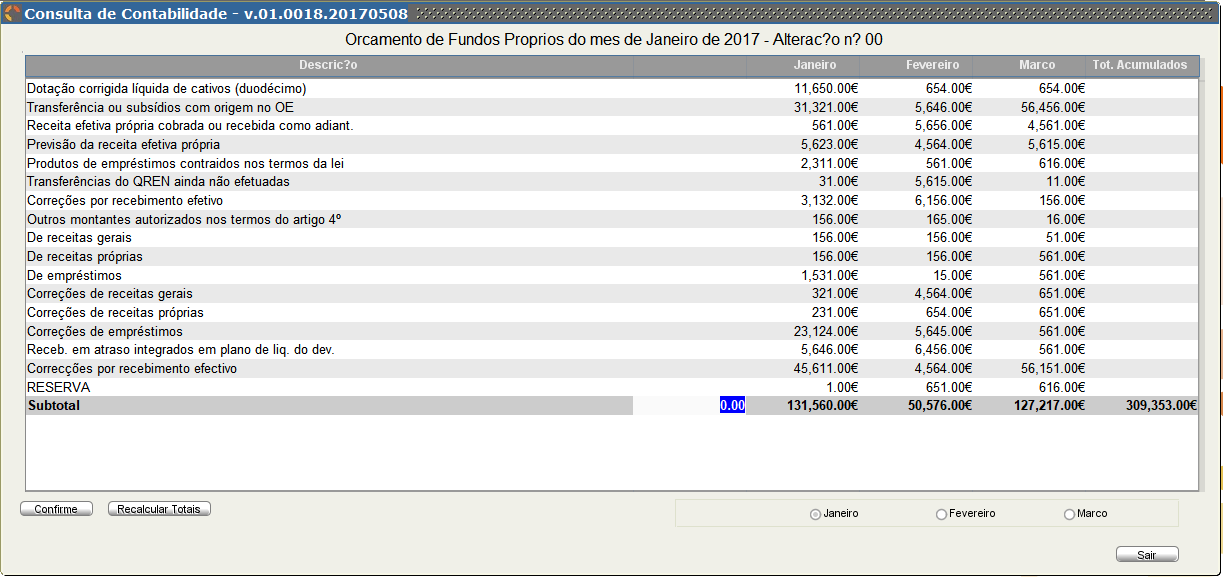 Consulta de Contabilidade - v.01.0018.20170508
Orcamento de Fundos Proprios do mes de Janeiro de 2017 - Alterac?o n? 00
Descric?o Janeiro Fevereiro Marco Tot. Acumulados
Dotação corrigida líquida de cativos (duodécimo) 11,650.00€ 654.00€ 654.00€
Transferência ou subsídios com origem no OE 31,321.00€ 5,646.00€ 56,456.00€
Receita efetiva própria cobrada ou recebida como adiant. 561.00€ 5,656.00€ 4,561.00€
Previsão da receita efetiva própria 5,623.00€ 4,564.00€ 5,615.00€
Produtos de empréstimos contraidos nos termos da lei 2,311.00€ 561.00€ 616.00€
Transferências do QREN ainda não efetuadas 31.00€ 5,615.00€ 11.00€
Correções por recebimento efetivo 3,132.00€ 6,156.00€ 156.00€
Outros montantes autorizados nos termos do artigo 4º 156.00€ 165.00€ 16.00€
De receitas gerais 156.00€ 156.00€ 51.00€
De receitas próprias 156.00€ 156.00€ 561.00€
De empréstimos 1,531.00€ 15.00€ 561.00€
Correções de receitas gerais 321.00€ 4,564.00€ 651.00€
Correções de receitas próprias 231.00€ 654.00€ 651.00€
Correções de empréstimos 23,124.00€ 5,645.00€ 561.00€
Receb. em atraso integrados em plano de liq. do dev. 5,646.00€ 6,456.00€ 561.00€
Correcções por recebimento efectivo 45,611.00€ 4,564.00€ 56,151.00€
RESERVA 1.00€ 651.00€ 616.00€
Subtotal 0.00 131,560.00€ 50,576.00€ 127,217.00€ 309,353.00€
Confirme Recalcular Totais Janeiro Fevereiro Marco
Sair